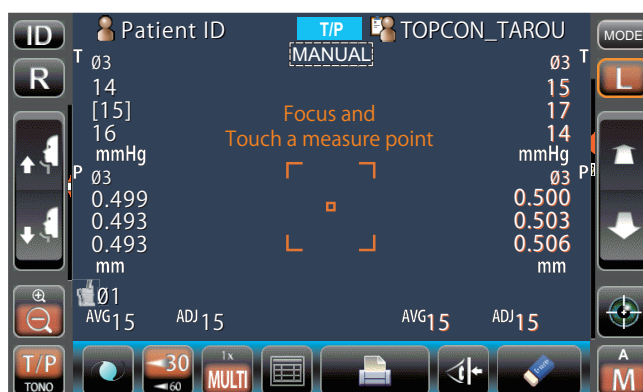 ID Patient ID T/P TOPCON_TAROU MODE
MANUAL
R L
T Ø3 Ø3 T
14 15
[15] 17
16 14
mmHg mmHg
Focus and
Touch a measure point
P Ø3 Ø3 P
0.499 0.500
0.493 0.503
0.493 0.506
mm mm
Ø1
AVG15 ADJ15 AVG15 ADJ15
T/P
TONO
30
60
1x
MULTI
A
M